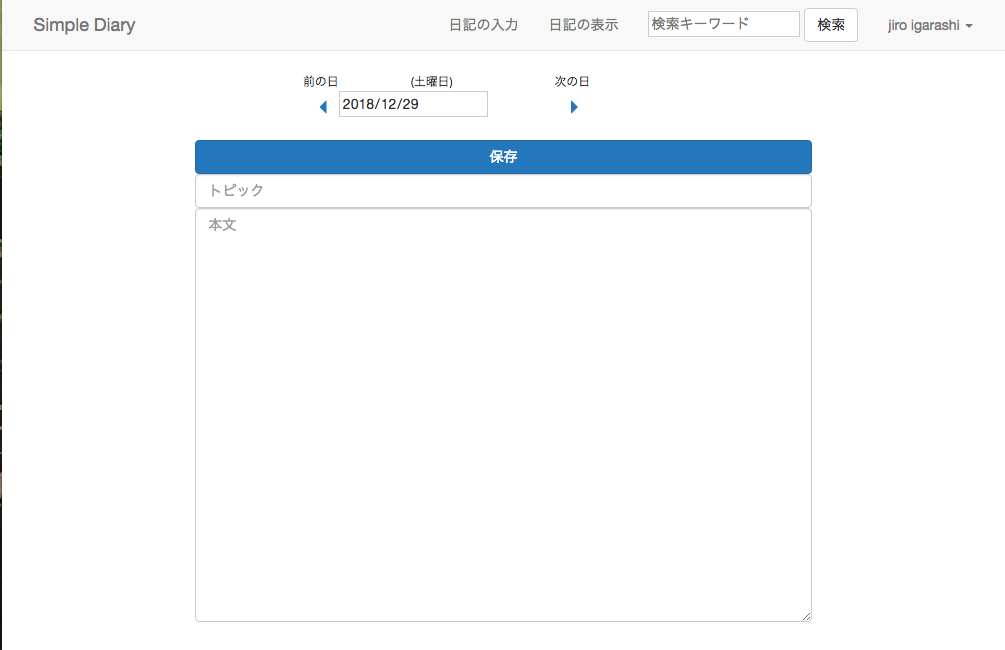 Simple Diary 日記の入力 日記の表示 検索キーワード 検索 jiro igarashi
前の日 (土曜日) 次の日
2018/12/29
保存
トピック
本文